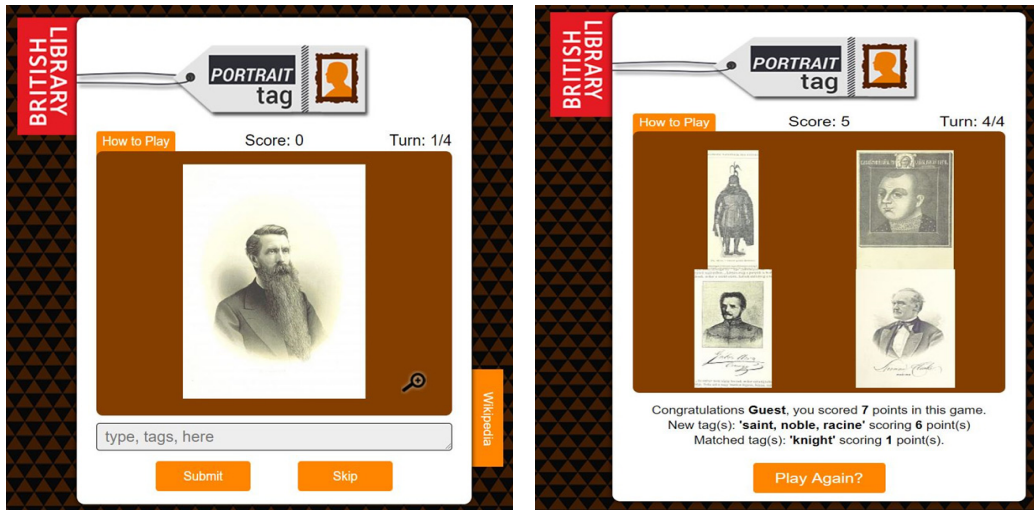 BRITISH
LIBRARY
PORTRAIT
tag
How to Play
Score: 0
Turn: 1/4
Wikipedia
type, tags, here
Submit
Skip
BRITISH
LIBRARY
PORTRAIT
tag
How to Play
Score: 5
Turn: 4/4
Congratulations Guest, you scored 7 points in this game.
New tag(s): 'saint, noble, racine' scoring 6 point(s)
Matched tag(s): 'knight' scoring 1 point(s).
Play Again?